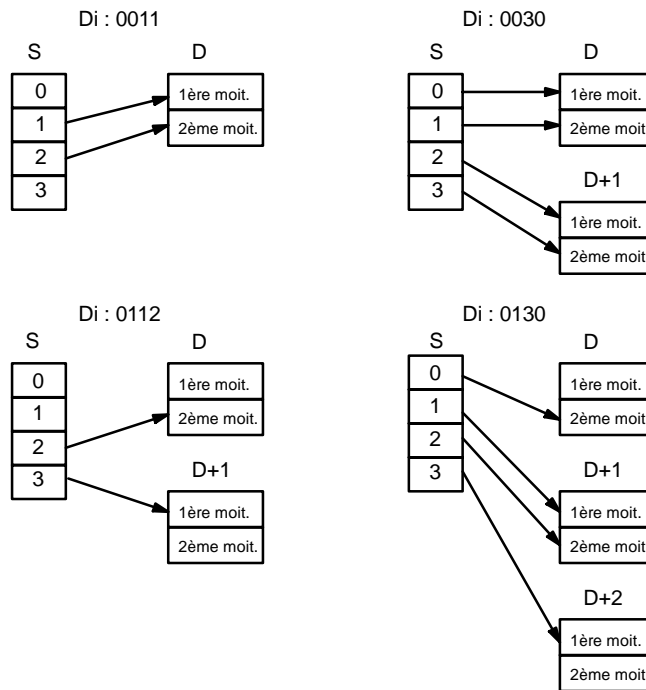 Di : 0011
S
D
0
1
2
3
1ère moit.
2ème moit.
Di : 0030
S
D
0
1
2
3
1ère moit.
2ème moit.
D+1
1ère moit.
2ème moit.
Di : 0112
S
D
0
1
2
3
1ère moit.
2ème moit.
D+1
1ère moit.
2ème moit.
Di : 0130
S
D
0
1
2
3
1ère moit.
2ème moit.
D+1
1ère moit.
2ème moit.
D+2
1ère moit.
2ème moit.